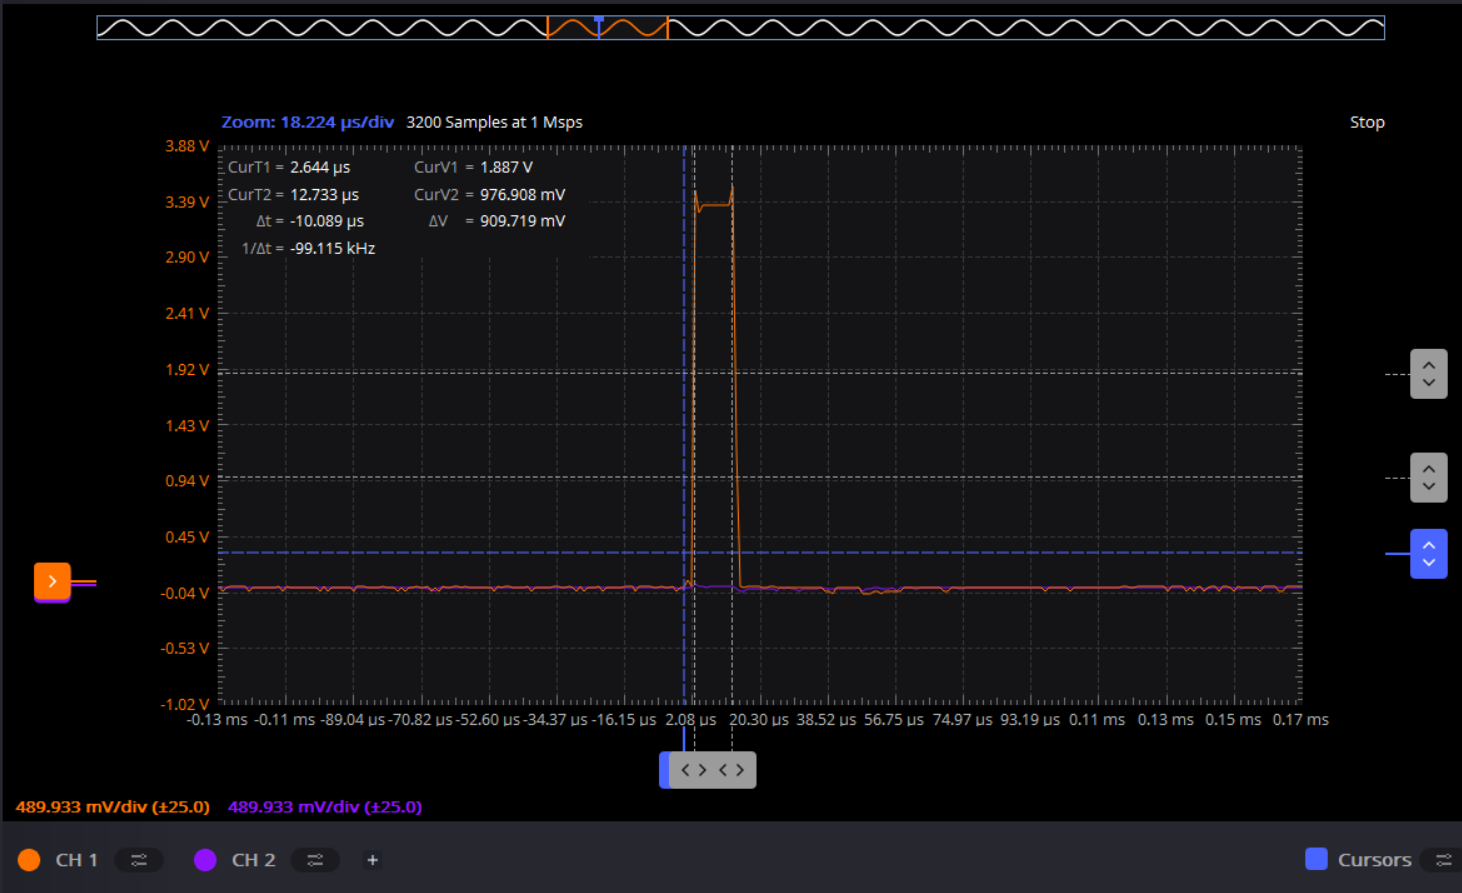 Zoom: 18.224 µs/div 3200 Samples at 1 Msps Stop
3.88 V
CurT1 = 2.644 µs CurV1 = 1.887 V
CurT2 = 12.733 µs CurV2 = 976.908 mV
3.39 V
Δt = -10.089 µs ΔV = 909.719 mV
1/Δt = -99.115 kHz
2.90 V
2.41 V
1.92 V
1.43 V
0.94 V
0.45 V
-0.04 V
-0.53 V
-1.02 V
-0.13 ms -0.11 ms -89.04 µs -70.82 µs -52.60 µs -34.37 µs -16.15 µs 2.08 µs 20.30 µs 38.52 µs 56.75 µs 74.97 µs 93.19 µs 0.11 ms 0.13 ms 0.15 ms 0.17 ms
489.933 mV/div (±25.0) 489.933 mV/div (±25.0)
CH 1 CH 2 + Cursors